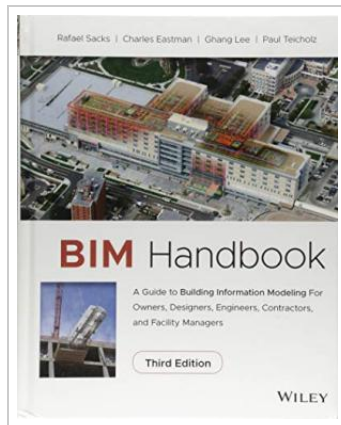 Rafael Sacks | Charles Eastman | Ghang Lee | Paul Teicholz
BIM Handbook
A Guide to Building Information Modeling For
Owners, Designers, Engineers, Contractors,
and Facility Managers
Third Edition
WILEY